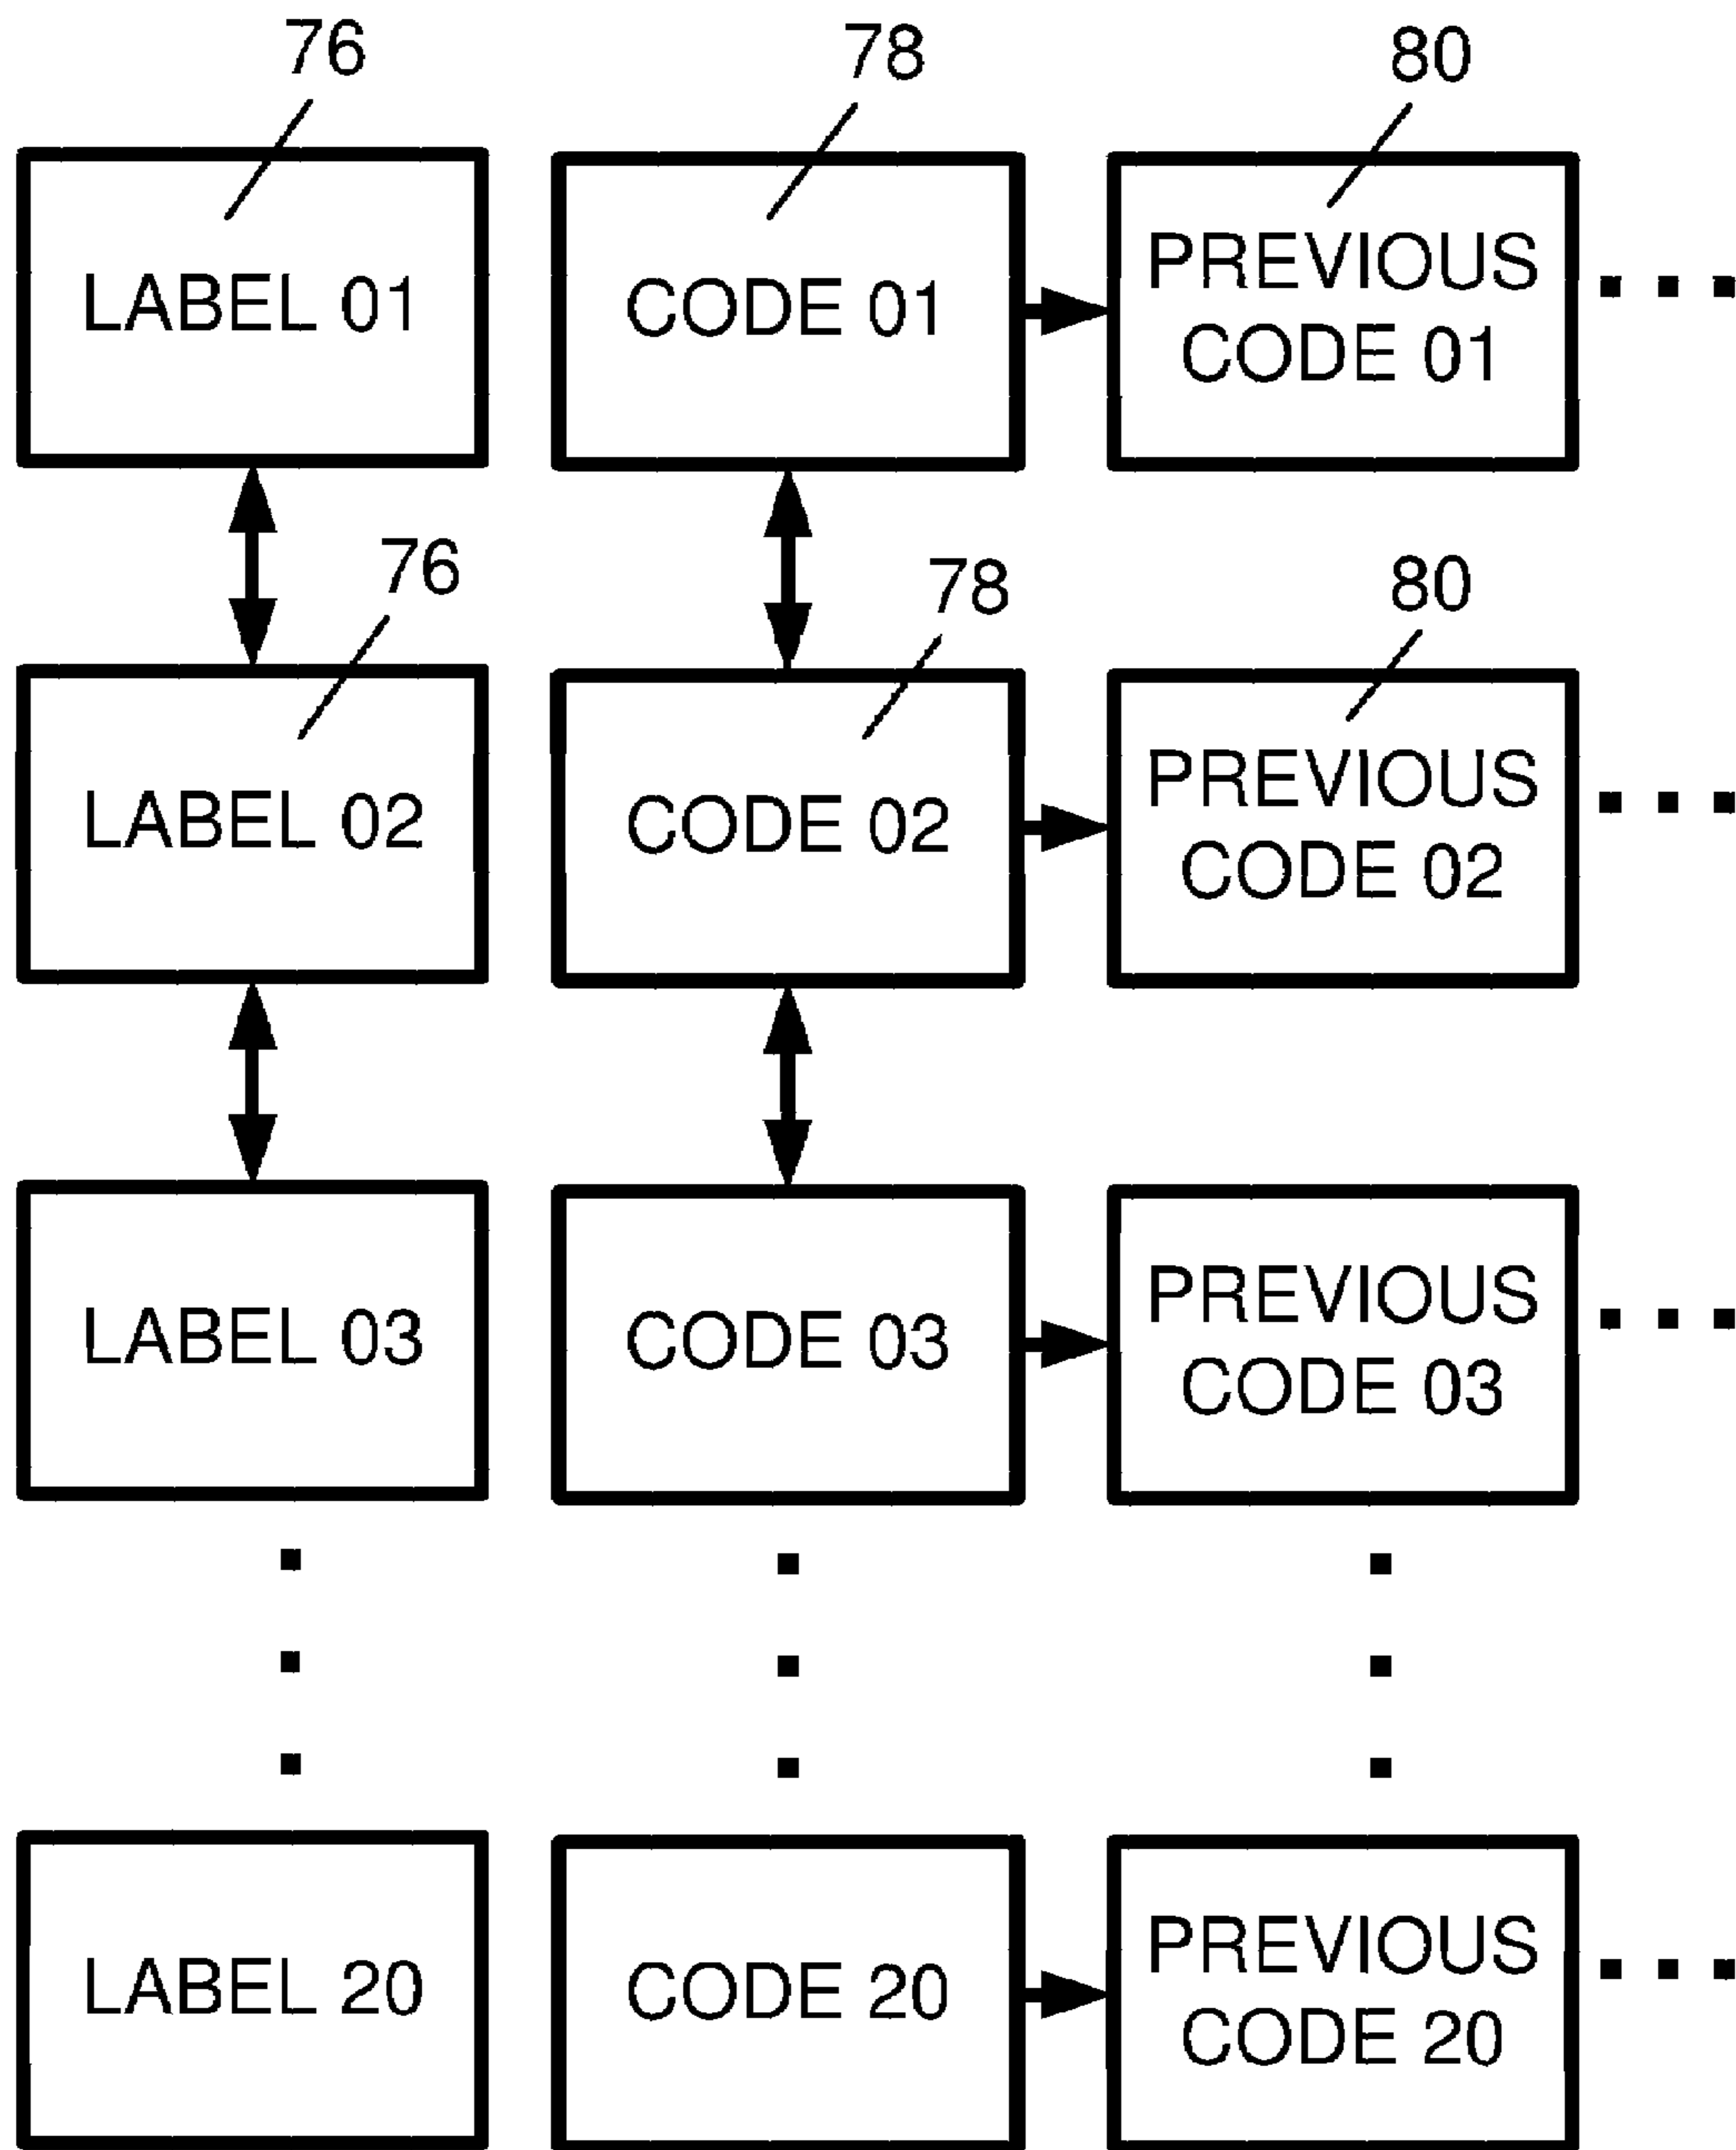 76
78
80
LABEL 01
CODE 01
PREVIOUS
CODE 01
76
78
80
LABEL 02
CODE 02
PREVIOUS
CODE 02
LABEL 03
CODE 03
PREVIOUS
CODE 03
LABEL 20
CODE 20
PREVIOUS
CODE 20